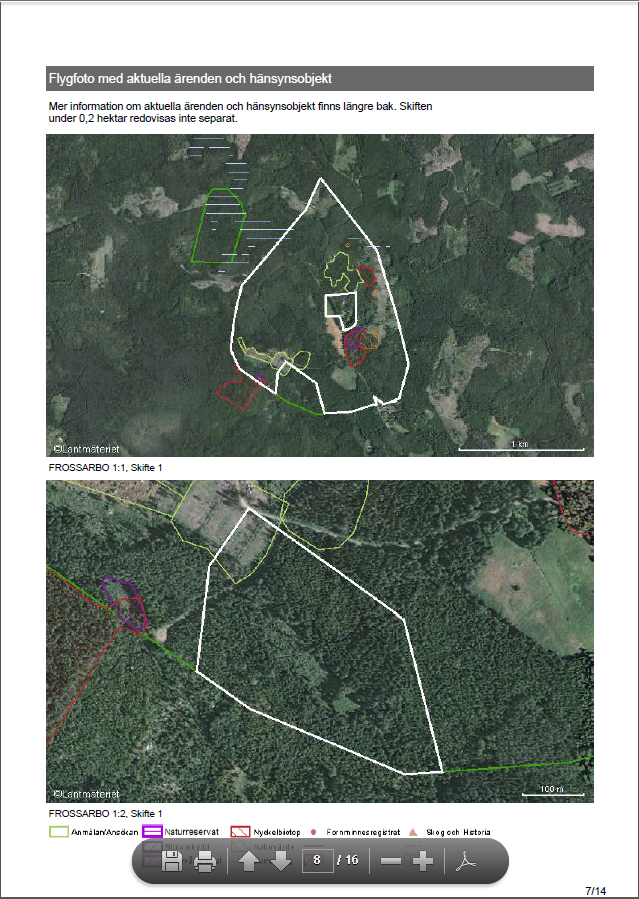 Flygfoto med aktuella ärenden och hänsynsobjekt
Mer information om aktuella ärenden och hänsynsobjekt finns längre bak. Skiften
under 0,2 hektar redovisas inte separat.
©Lantmäteriet
1 km
FROSSARBO 1:1, Skifte 1
©Lantmäteriet
100 m
FROSSARBO 1:2, Skifte 1
Anmälan/Ansökan Naturreservat Nyckelbiotop Fornminnesregistret Skog och Historia
8 / 16
7/14